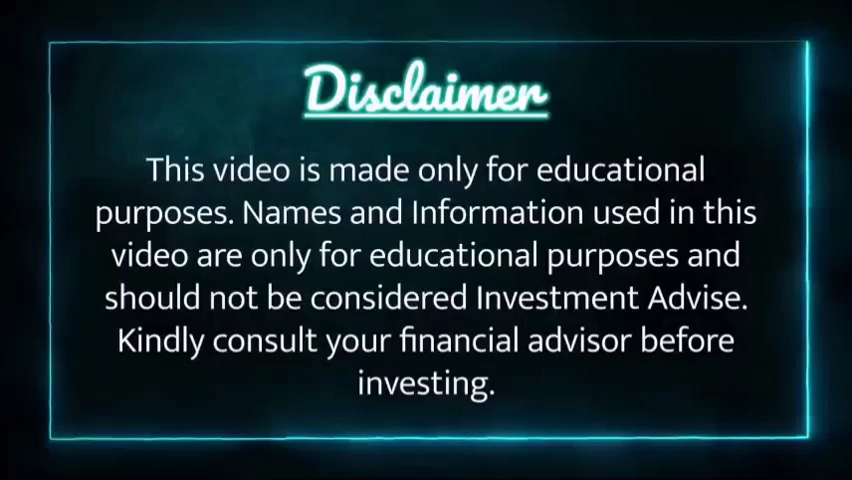 Disclaimer
This video is made only for educational
purposes. Names and Information used in this
video are only for educational purposes and
should not be considered Investment Advise.
Kindly consult your financial advisor before
investing.